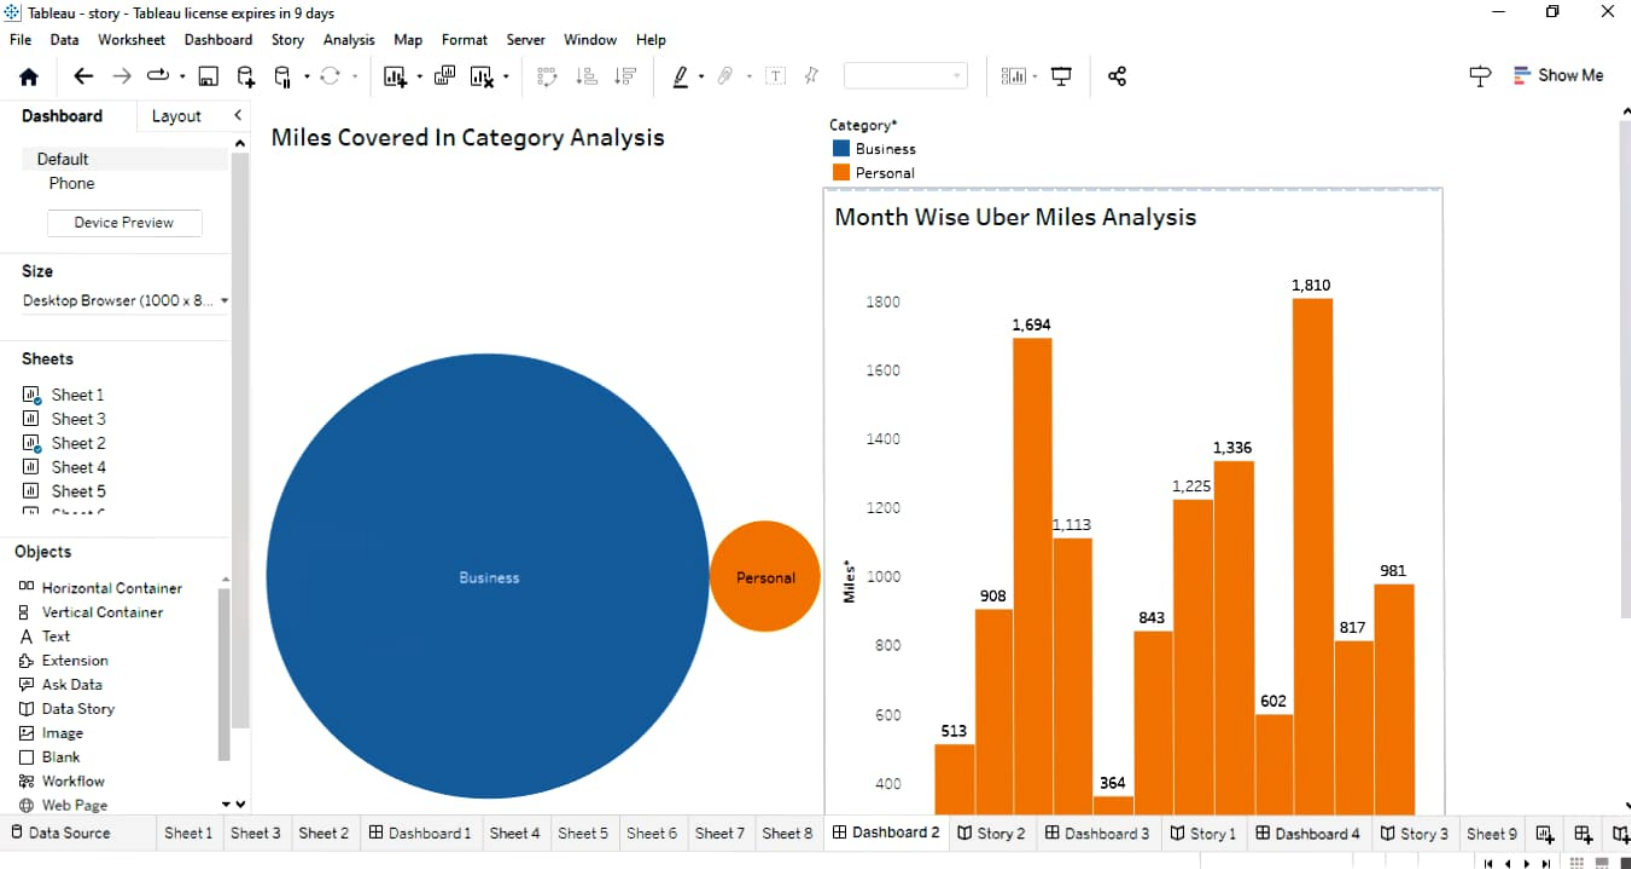 Tableau - story - Tableau license expires in 9 days
File Data Worksheet Dashboard Story Analysis Map Format Server Window Help
Show Me
Dashboard Layout
Default
Phone
Device Preview
Size
Desktop Browser (1000 x 8...
Sheets
Sheet 1
Sheet 3
Sheet 2
Sheet 4
Sheet 5
Objects
Horizontal Container
Vertical Container
Text
Extension
Ask Data
Data Story
Image
Blank
Workflow
Web Page
Miles Covered In Category Analysis
Business
Personal
Category*
Business
Personal
Month Wise Uber Miles Analysis
Miles*
1800
1600
1400
1200
1000
800
600
400
513
908
1,694
1,113
364
843
1,225
1,336
602
1,810
817
981
Data Source Sheet 1 Sheet 3 Sheet 2 Dashboard 1 Sheet 4 Sheet 5 Sheet 6 Sheet 7 Sheet 8 Dashboard 2 Story 2 Dashboard 3 Story 1 Dashboard 4 Story 3 Sheet 9